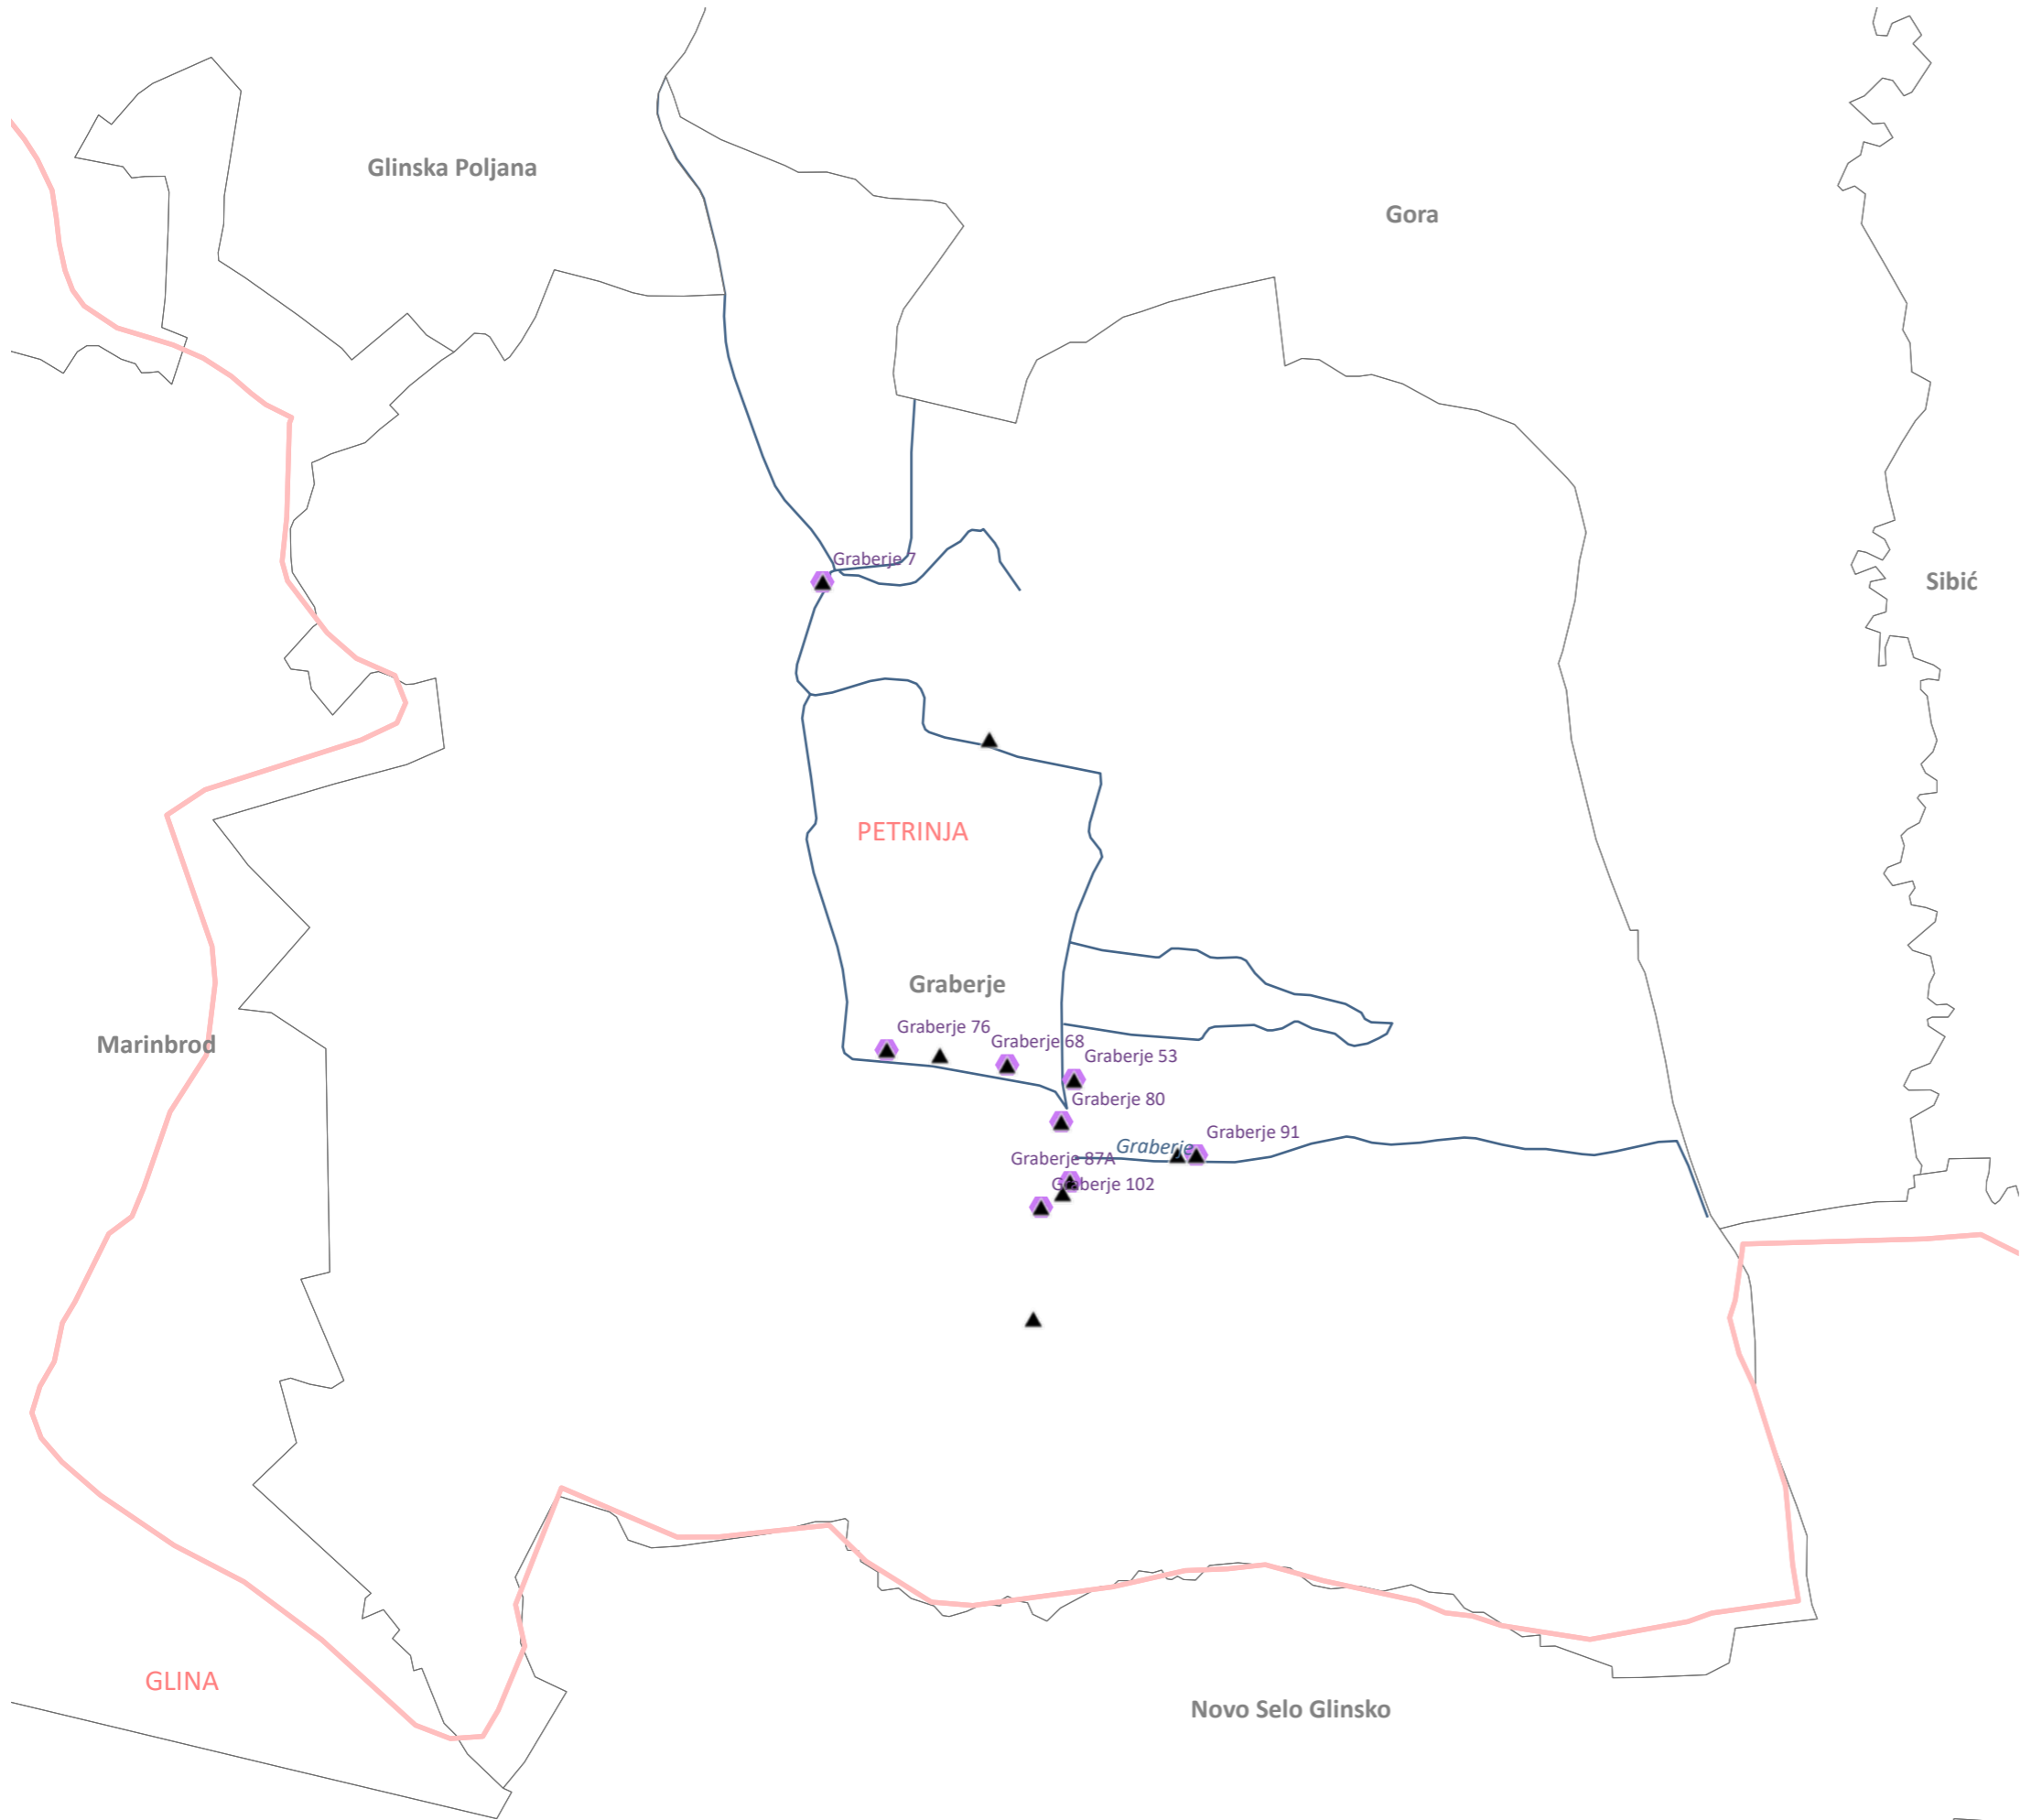 Glinska Poljana
Gora
Graberje 7
Sibić
PETRINJA
Graberje
Graberje 76
Graberje 68
Marinbrod
Graberje 53
Graberje 80
Graberje 91
Graberje
Graberje 87A
Graberje 102
GLINA
Novo Selo Glinsko